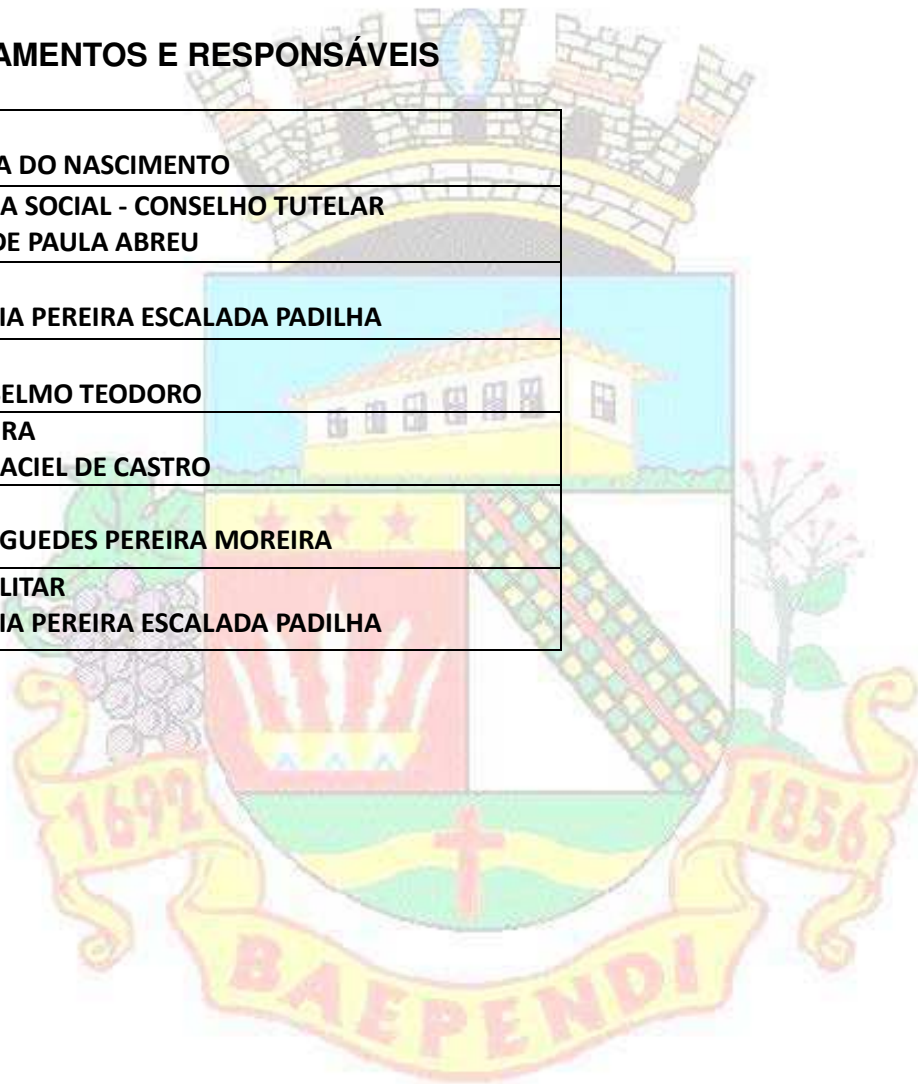 AMENTOS E RESPONSÁVEIS
A DO NASCIMENTO
A SOCIAL - CONSELHO TUTELAR
DE PAULA ABREU
IA PEREIRA ESCALADA PADILHA
ELMO TEODORO
RA
ACIEL DE CASTRO
GUEDES PEREIRA MOREIRA
LITAR
IA PEREIRA ESCALADA PADILHA
1692
1856
BAEPENDI